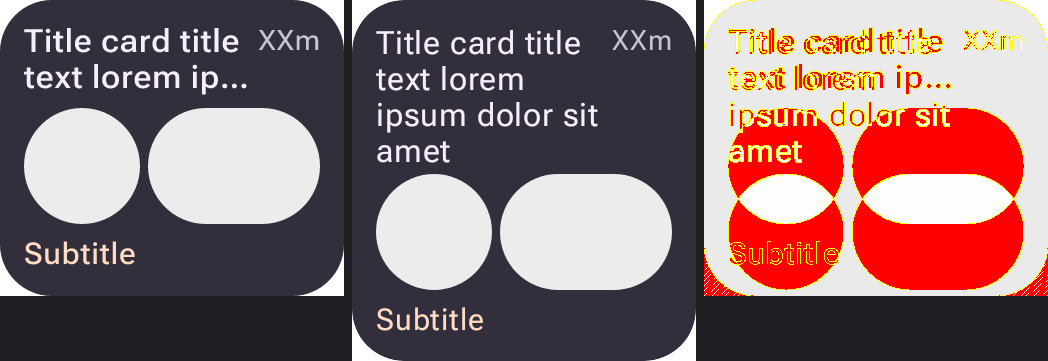 Title card title XXm
text lorem ip...
Subtitle
Title card title XXm
text lorem
ipsum dolor sit
amet
Subtitle
Title card title XXm
text lorem ip...
ipsum dolor sit
amet
Subtitle